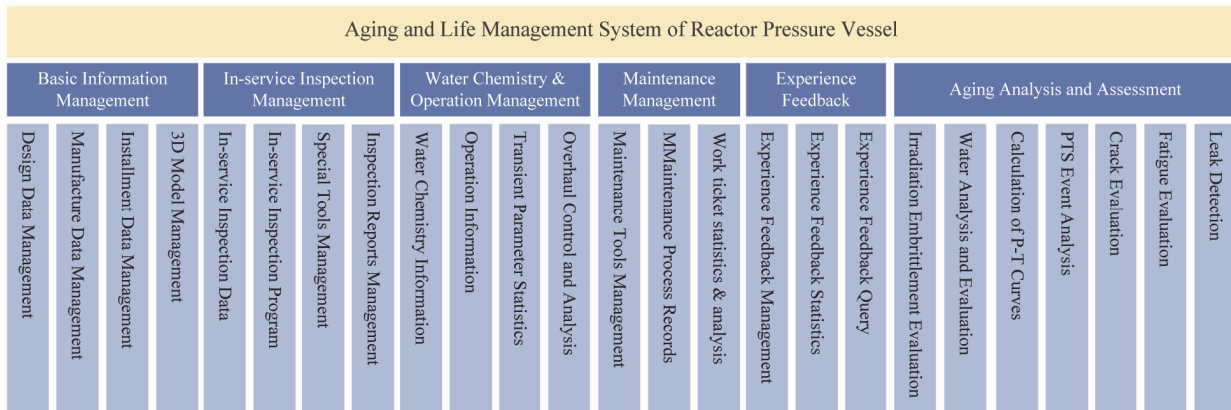 Aging and Life Management System of Reactor Pressure Vessel
Basic Information
Management
In-service Inspection
Management
Water Chemistry &
Operation Management
Maintenance
Management
Experience
Feedback
Aging Analysis and Assessment
Design Data Management
Manufacture Data Management
Installment Data Management
3D Model Management
In-service Inspection Data
In-service Inspection Program
Special Tools Management
Inspection Reports Management
Water Chemistry Information
Operation Information
Transient Parameter Statistics
Overhaul Control and Analysis
Maintenance Tools Management
MMaintenance Process Records
Work ticket statistics & analysis
Experience Feedback Management
Experience Feedback Statistics
Experience Feedback Query
Irradiation Embrittlement Evaluation
Water Analysis and Evaluation
Calculation of P-T Curves
PTS Event Analysis
Crack Evaluation
Fatigue Evaluation
Leak Detection